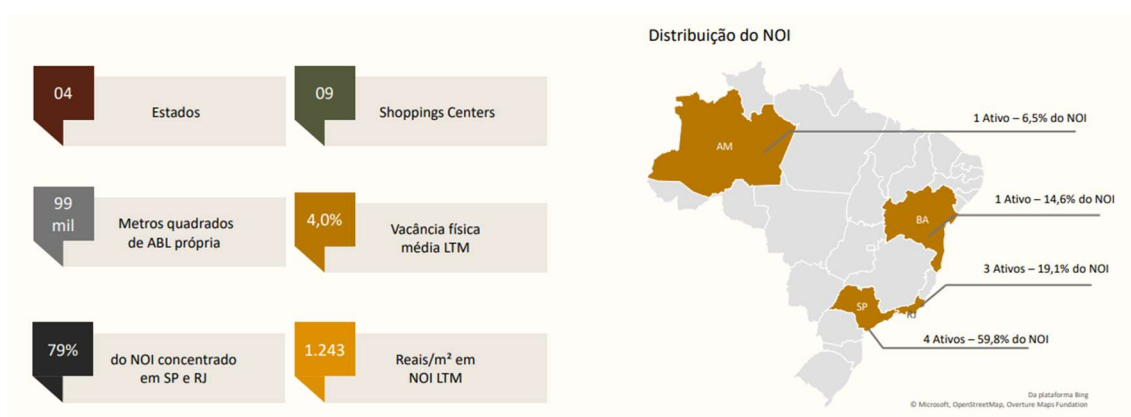 04
Estados
09
Shoppings Centers
99
mil
Metros quadrados
de ABL própria
4,0%
Vacância física
média LTM
79%
do NOI concentrado
em SP e RJ
1.243
Reais/m² em
NOI LTM
Distribuição do NOI
AM
1 Ativo – 6,5% do NOI
BA
1 Ativo – 14,6% do NOI
3 Ativos – 19,1% do NOI
SP
RJ
4 Ativos – 59,8% do NOI
Da plataforma Bing
© Microsoft, OpenStreetMap, Overture Maps Fundation